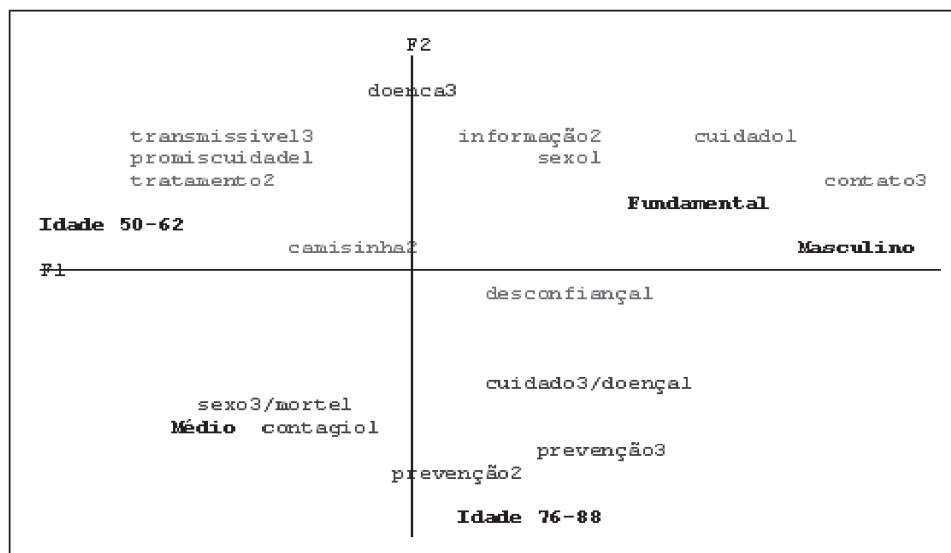 F2
doenca3
transmissivel3 informação2 cuidado1
promiscuidade1 sexo1
tratamento2 contato3
Fundamental
Idade 50-62
camisinha2 Masculino
F1
desconfiança1
cuidado3/doença1
sexo3/morte1
Médio contagio1
prevenção3
prevenção2
Idade 76-88